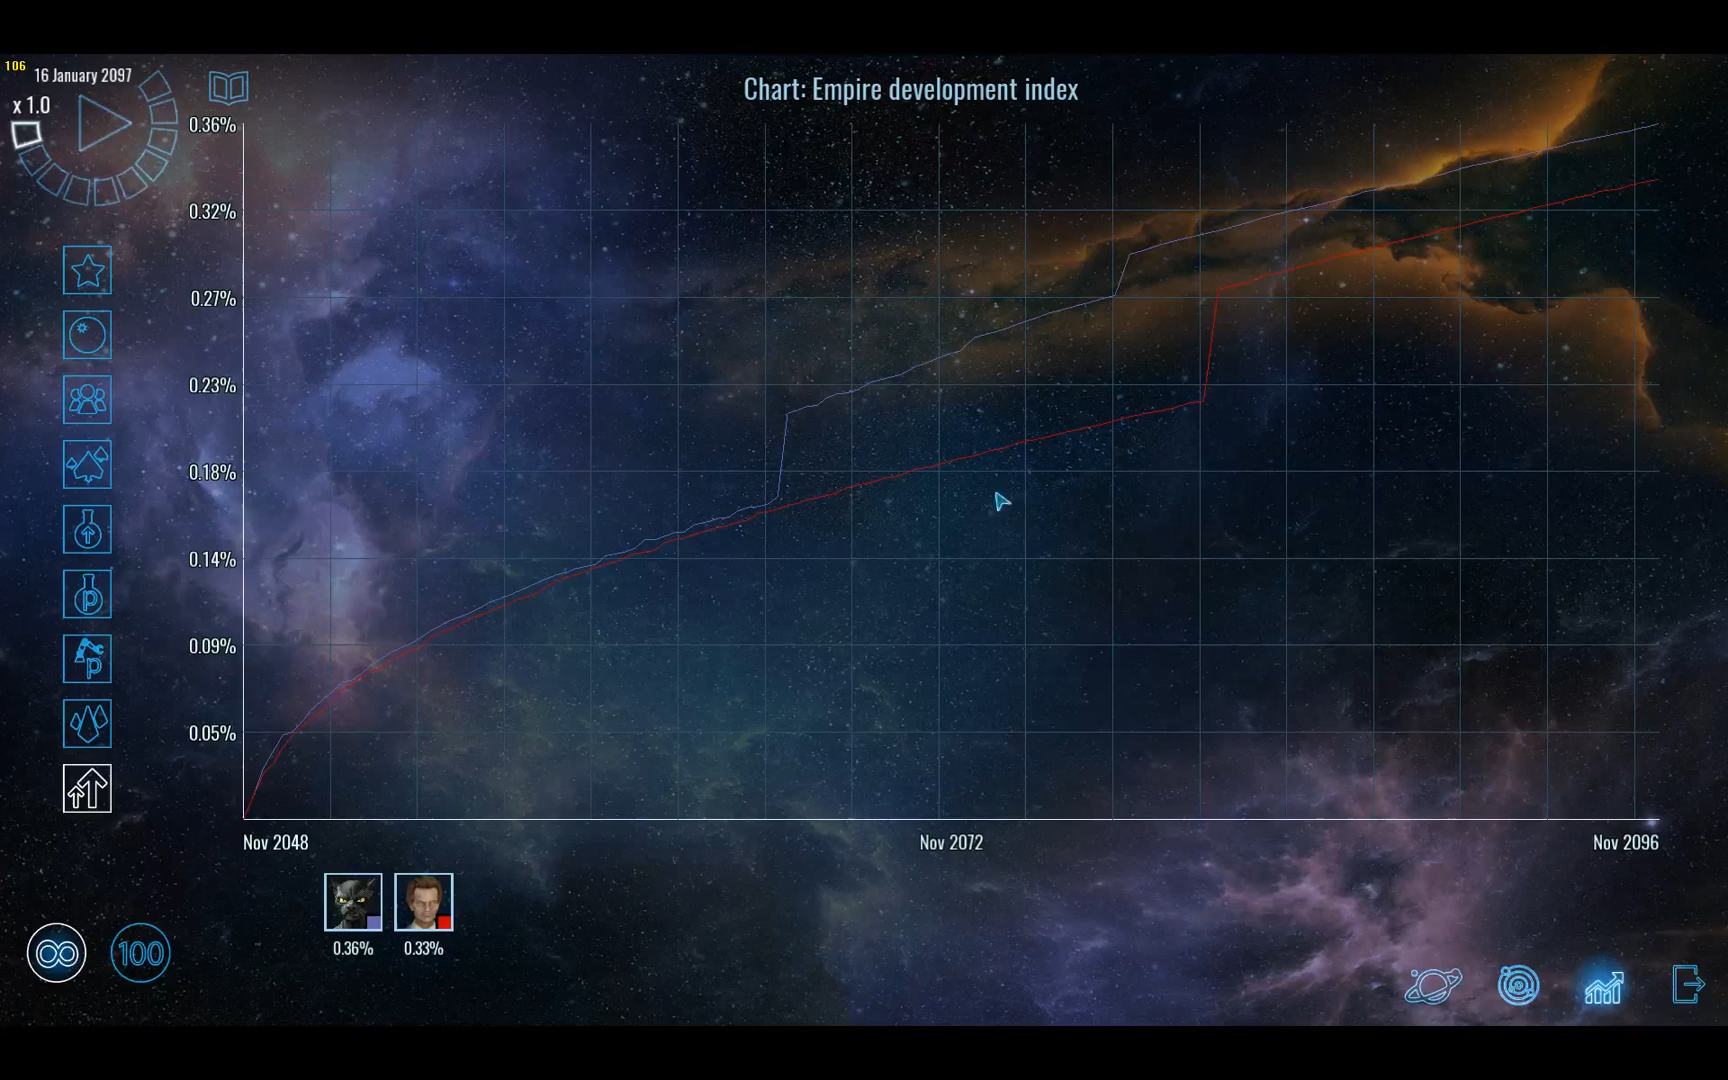 106
16 January 2097
x 1.0
Chart: Empire development index
0.36%
0.32%
0.27%
0.23%
0.18%
0.14%
0.09%
0.05%
P
P
Nov 2048
Nov 2072
Nov 2096
0.36%
0.33%
100